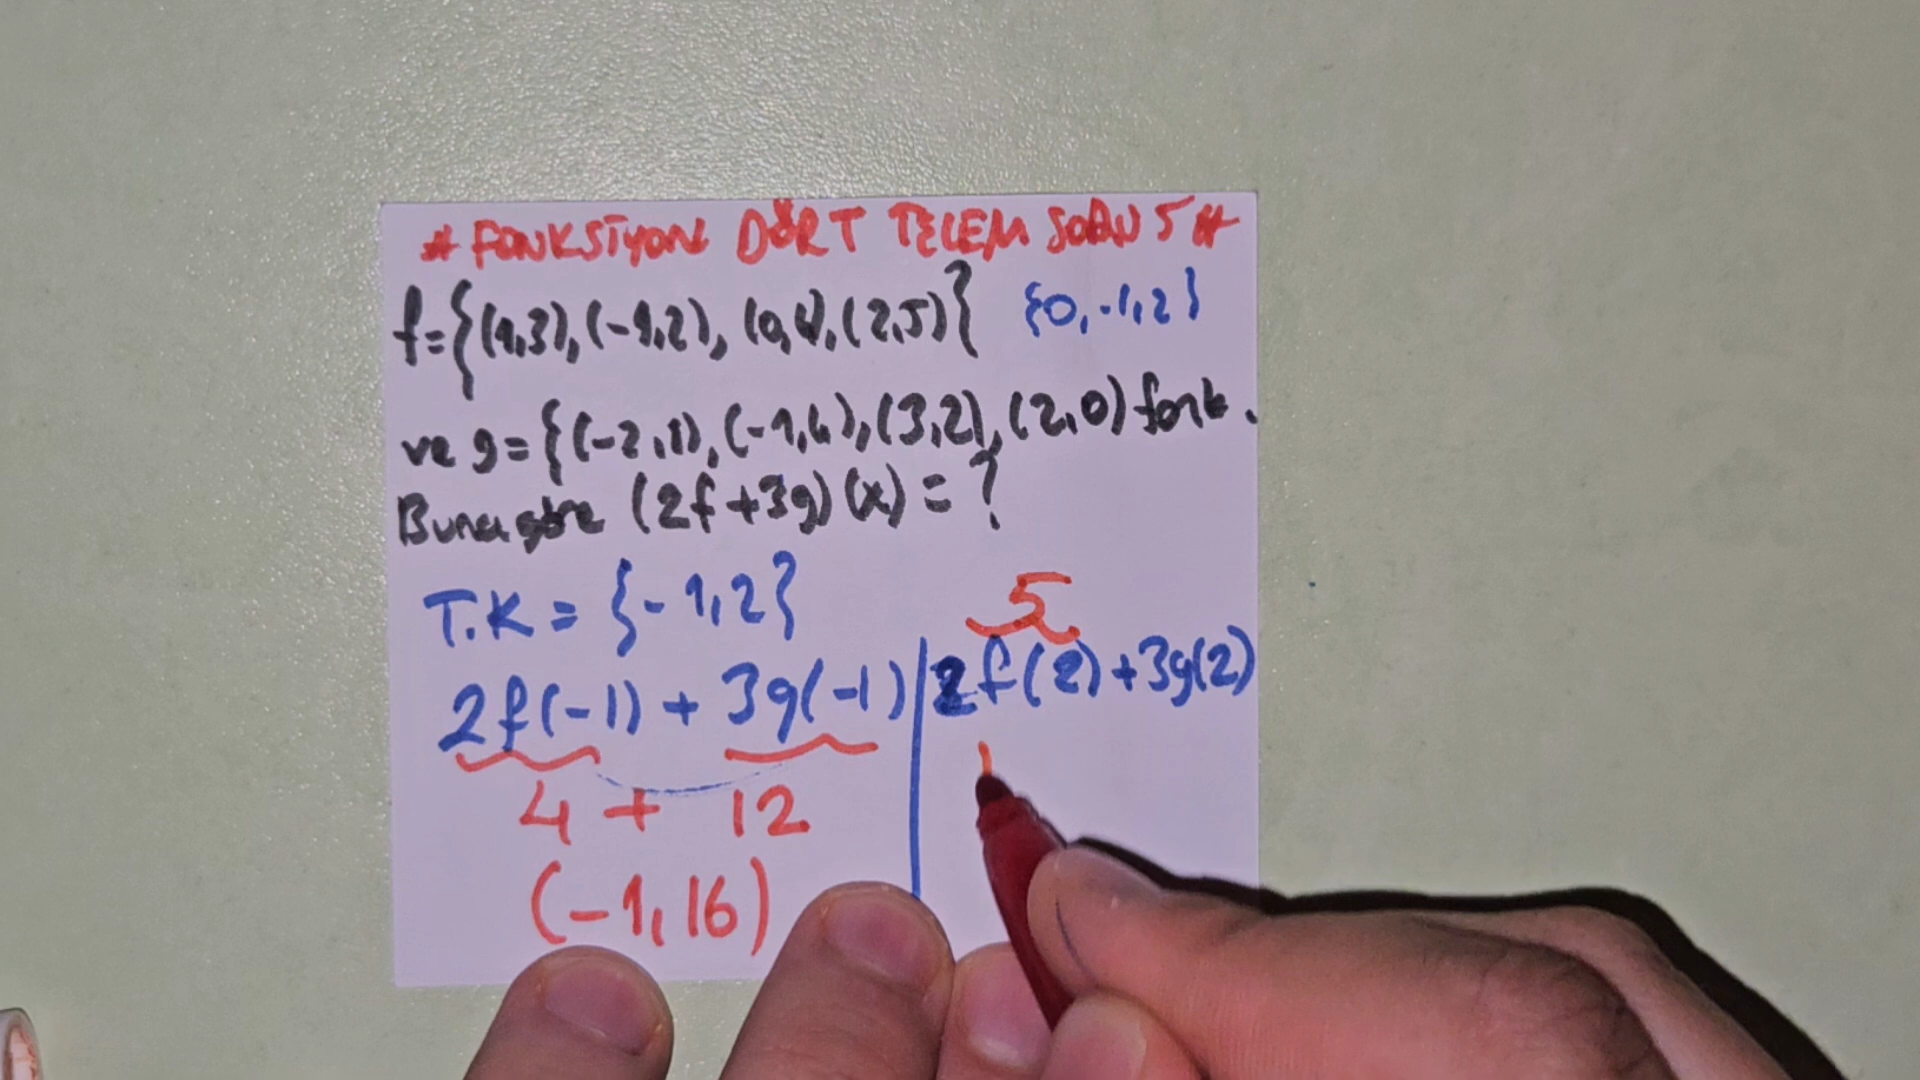 * FONKSİYON DÖRT İŞLEM SORU 5 *
f={(1,3),(-1,2),(0,4),(2,5)} {0,-1,2}
ve g={(-2,1),(-1,4),(3,2),(2,0) fonk.
Buna göre (2f+3g)(x)=?
T.K = {-1,2}
5
2f(-1) + 3g(-1) | 2f(2)+3g(2)
4 + 12
(-1,16)